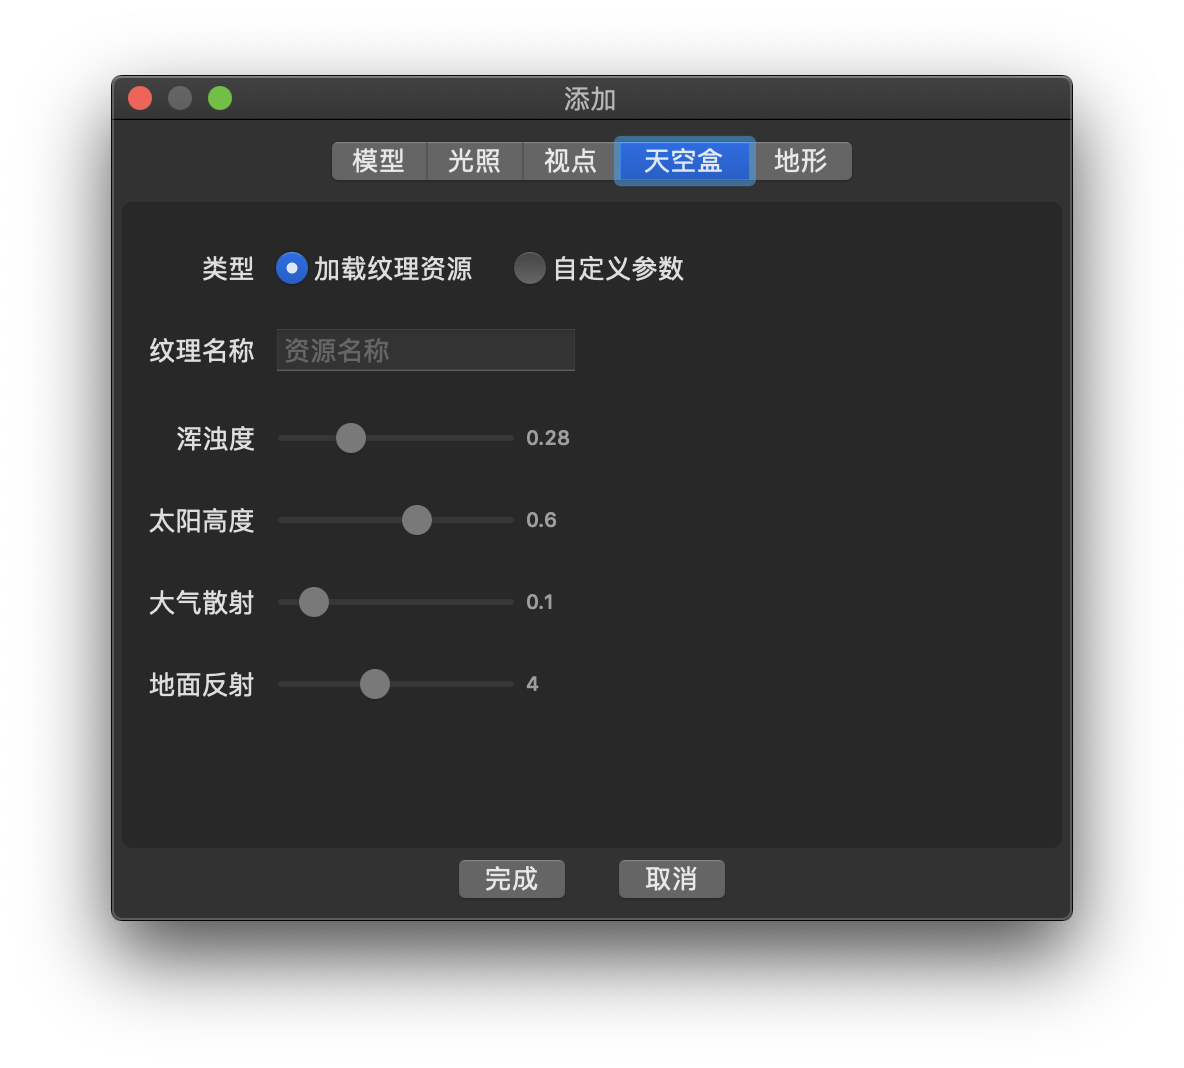 添加
模型 光照 视点 天空盒 地形
类型 加载纹理资源 自定义参数
纹理名称 资源名称
浑浊度 0.28
太阳高度 0.6
大气散射 0.1
地面反射 4
完成 取消